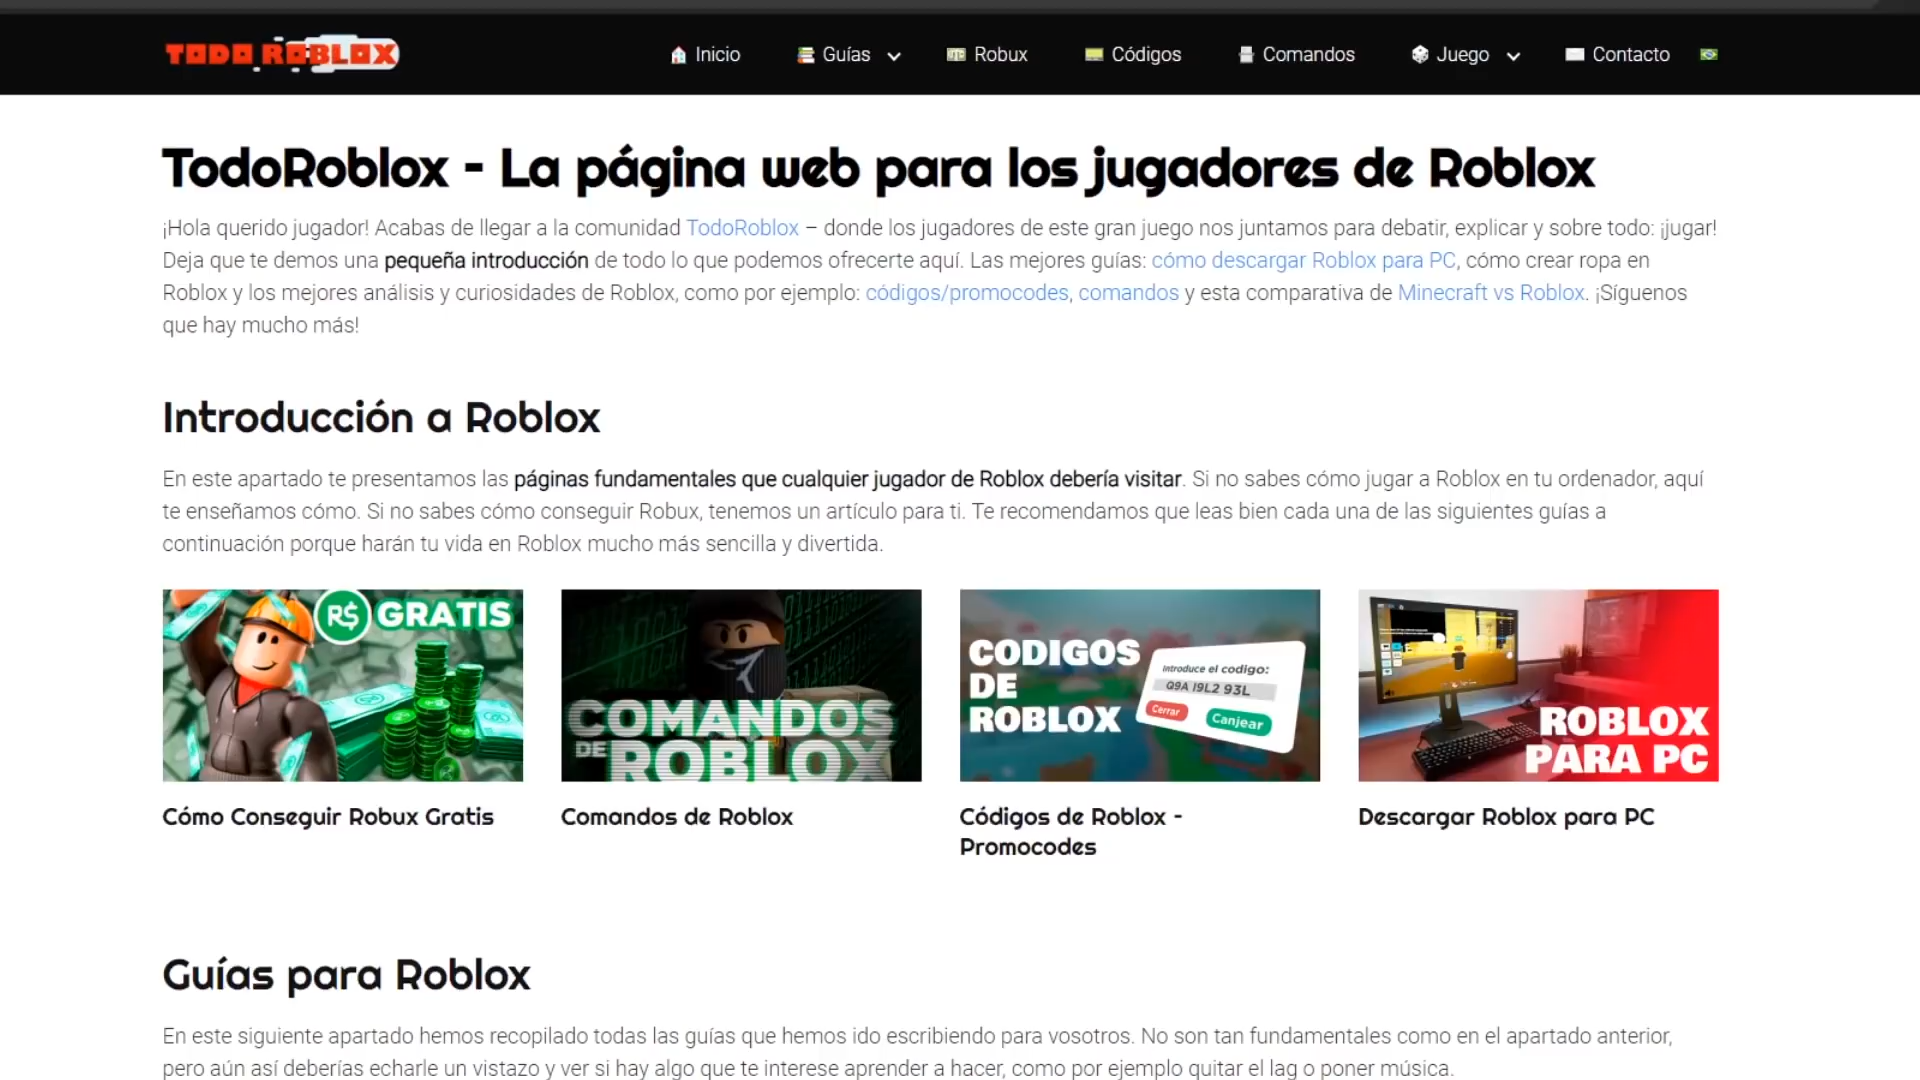 TODO ROBLOX
Inicio
Guías
Robux
Códigos
Comandos
Juego
Contacto
TodoRoblox - La página web para los jugadores de Roblox
¡Hola querido jugador! Acabas de llegar a la comunidad TodoRoblox – donde los jugadores de este gran juego nos juntamos para debatir, explicar y sobre todo: ¡jugar!
Deja que te demos una pequeña introducción de todo lo que podemos ofrecerte aquí. Las mejores guías: cómo descargar Roblox para PC, cómo crear ropa en
Roblox y los mejores análisis y curiosidades de Roblox, como por ejemplo: códigos/promocodes, comandos y esta comparativa de Minecraft vs Roblox. ¡Síguenos
que hay mucho más!
Introducción a Roblox
En este apartado te presentamos las páginas fundamentales que cualquier jugador de Roblox debería visitar. Si no sabes cómo jugar a Roblox en tu ordenador, aquí
te enseñamos cómo. Si no sabes cómo conseguir Robux, tenemos un artículo para ti. Te recomendamos que leas bien cada una de las siguientes guías a
continuación porque harán tu vida en Roblox mucho más sencilla y divertida.
R$ GRATIS
COMANDOS
DE ROBLOX
CODIGOS
DE
ROBLOX
Introduce el codigo:
Q9A I9L2 93L
Cerrar
Canjear
ROBLOX
PARA PC
Cómo Conseguir Robux Gratis
Comandos de Roblox
Códigos de Roblox -
Promocodes
Descargar Roblox para PC
Guías para Roblox
En este siguiente apartado hemos recopilado todas las guías que hemos ido escribiendo para vosotros. No son tan fundamentales como en el apartado anterior,
pero aún así deberías echarle un vistazo y ver si hay algo que te interese aprender a hacer, como por ejemplo quitar el lag o poner música.